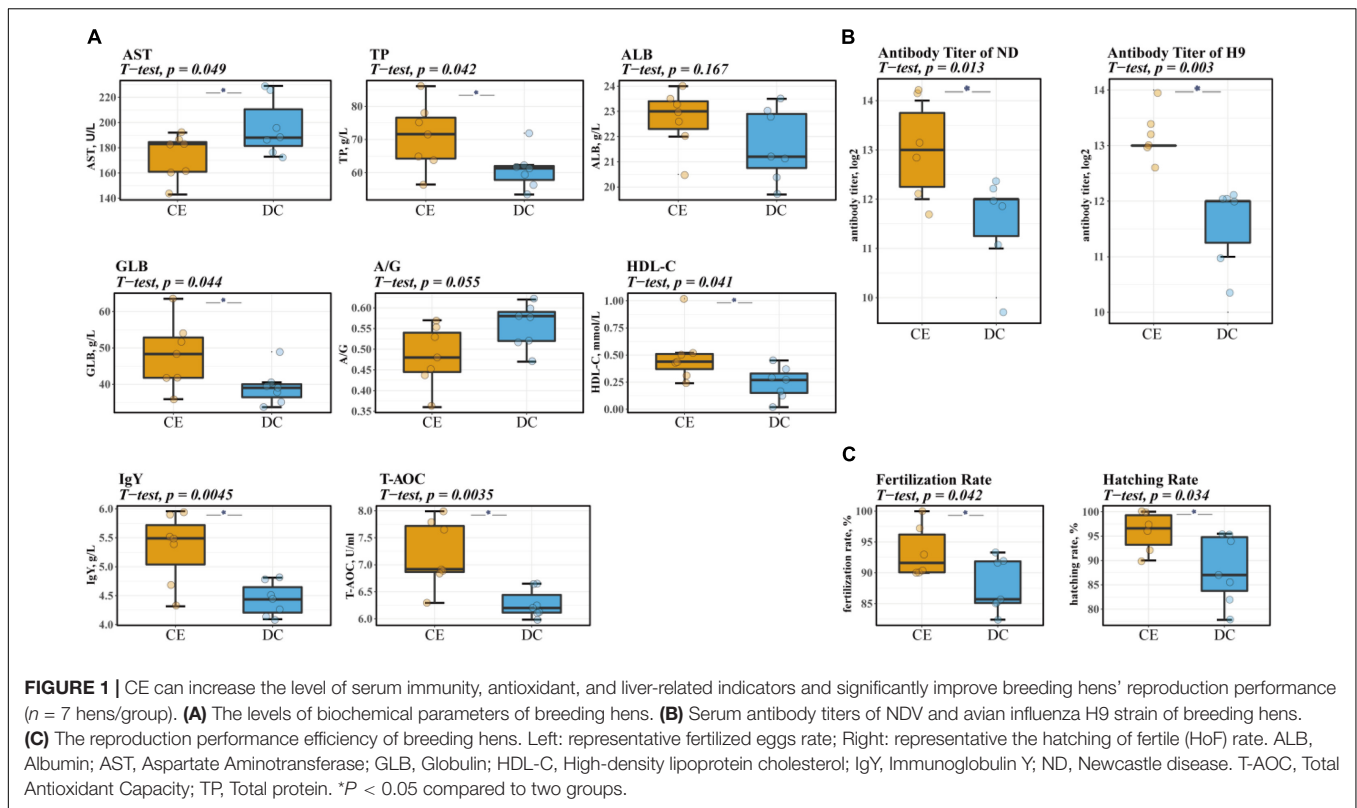 A
AST
T−test, p = 0.049
AST, U/L
220
200
180
160
140
*
CE
DC
TP
T−test, p = 0.042
TP, g/L
80
70
60
*
CE
DC
ALB
T−test, p = 0.167
ALB, g/L
24
23
22
21
20
CE
DC
B
Antibody Titer of ND
T−test, p = 0.013
antibody titer, log2
14
13
12
11
10
*
CE
DC
Antibody Titer of H9
T−test, p = 0.003
antibody titer, log2
14
13
12
11
10
*
CE
DC
GLB
T−test, p = 0.044
GLB, g/L
60
50
40
*
CE
DC
A/G
T−test, p = 0.055
A/G
0.60
0.55
0.50
0.45
0.40
0.35
CE
DC
HDL-C
T−test, p = 0.041
HDL-C, mmol/L
1.00
0.75
0.50
0.25
0.00
*
CE
DC
IgY
T−test, p = 0.0045
IgY, g/L
6.0
5.5
5.0
4.5
4.0
*
CE
DC
T-AOC
T−test, p = 0.0035
T-AOC, U/ml
8.0
7.5
7.0
6.5
6.0
*
CE
DC
C
Fertilization Rate
T−test, p = 0.042
fertilization rate, %
100
95
90
85
*
CE
DC
Hatching Rate
T−test, p = 0.034
hatching rate, %
100
95
90
85
80
*
CE
DC
FIGURE 1 | CE can increase the level of serum immunity, antioxidant, and liver-related indicators and significantly improve breeding hens' reproduction performance
(n = 7 hens/group). (A) The levels of biochemical parameters of breeding hens. (B) Serum antibody titers of NDV and avian influenza H9 strain of breeding hens.
(C) The reproduction performance efficiency of breeding hens. Left: representative fertilized eggs rate; Right: representative the hatching of fertile (HoF) rate. ALB,
Albumin; AST, Aspartate Aminotransferase; GLB, Globulin; HDL-C, High-density lipoprotein cholesterol; IgY, Immunoglobulin Y; ND, Newcastle disease. T-AOC, Total
Antioxidant Capacity; TP, Total protein. *P < 0.05 compared to two groups.